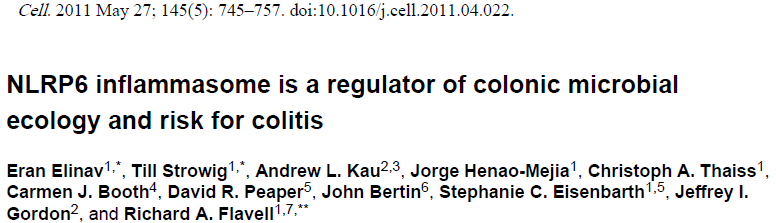 Cell. 2011 May 27; 145(5): 745–757. doi:10.1016/j.cell.2011.04.022.
NLRP6 inflammasome is a regulator of colonic microbial
ecology and risk for colitis
Eran Elinav1,*, Till Strowig1,*, Andrew L. Kau2,3, Jorge Henao-Mejia1, Christoph A. Thaiss1,
Carmen J. Booth4, David R. Peaper5, John Bertin6, Stephanie C. Eisenbarth1,5, Jeffrey I.
Gordon2, and Richard A. Flavell1,7,**